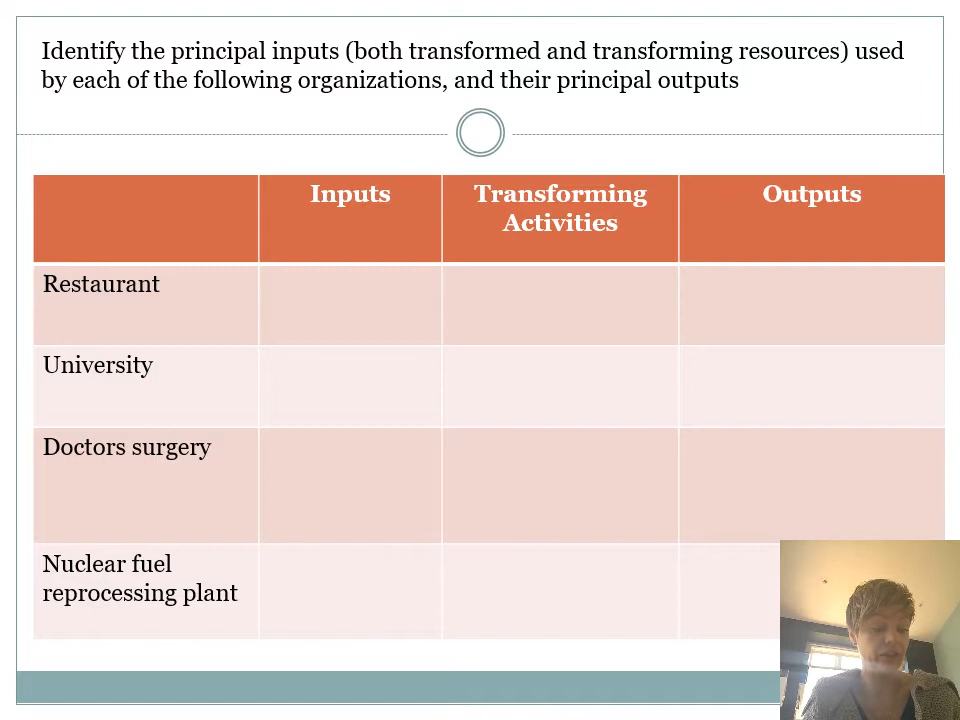 Identify the principal inputs (both transformed and transforming resources) used
by each of the following organizations, and their principal outputs
Inputs
Transforming
Activities
Outputs
Restaurant
University
Doctors surgery
Nuclear fuel
reprocessing plant